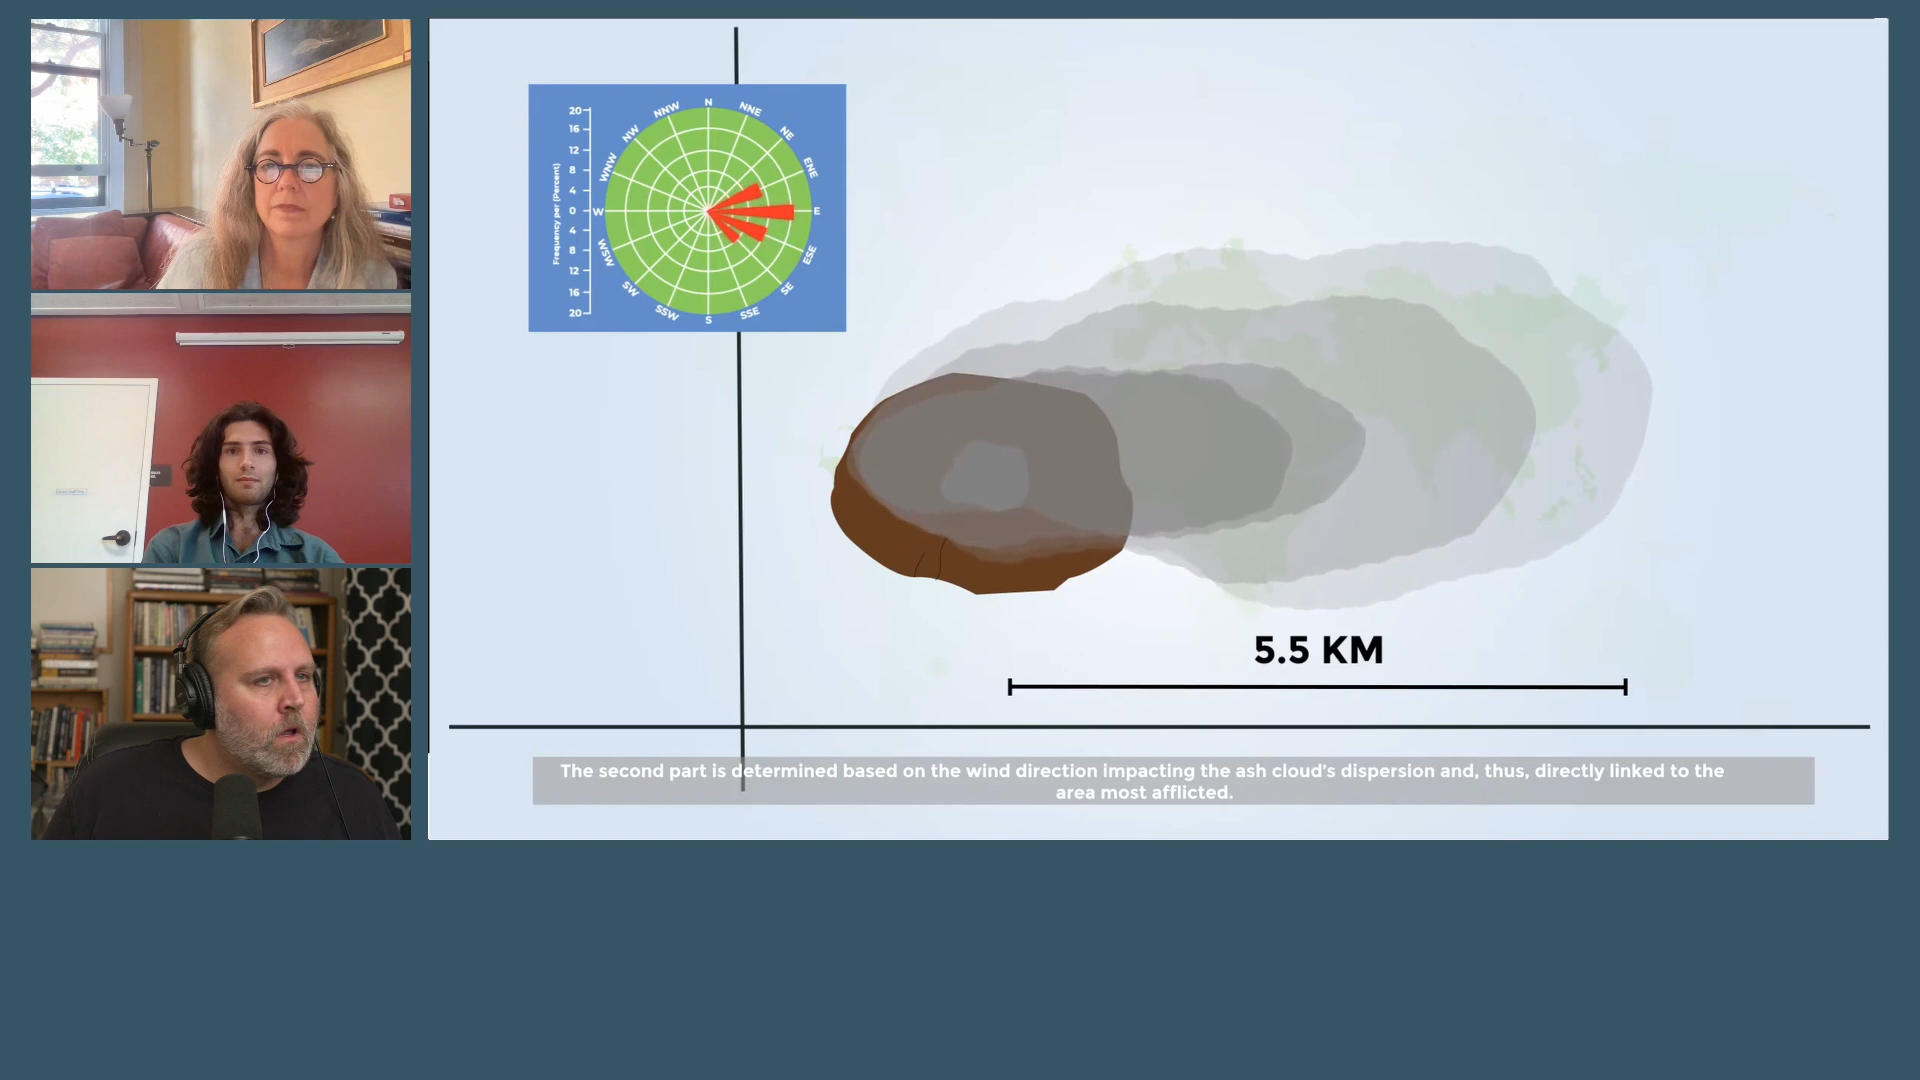 N
NNE
NE
ENE
E
ESE
SE
SSE
S
SSW
SW
WSW
W
WNW
NW
NNW
20
16
12
8
4
0
4
8
12
16
20
Frequency per (Percent)
5.5 KM
The second part is determined based on the wind direction impacting the ash cloud's dispersion and, thus, directly linked to the
area most afflicted.